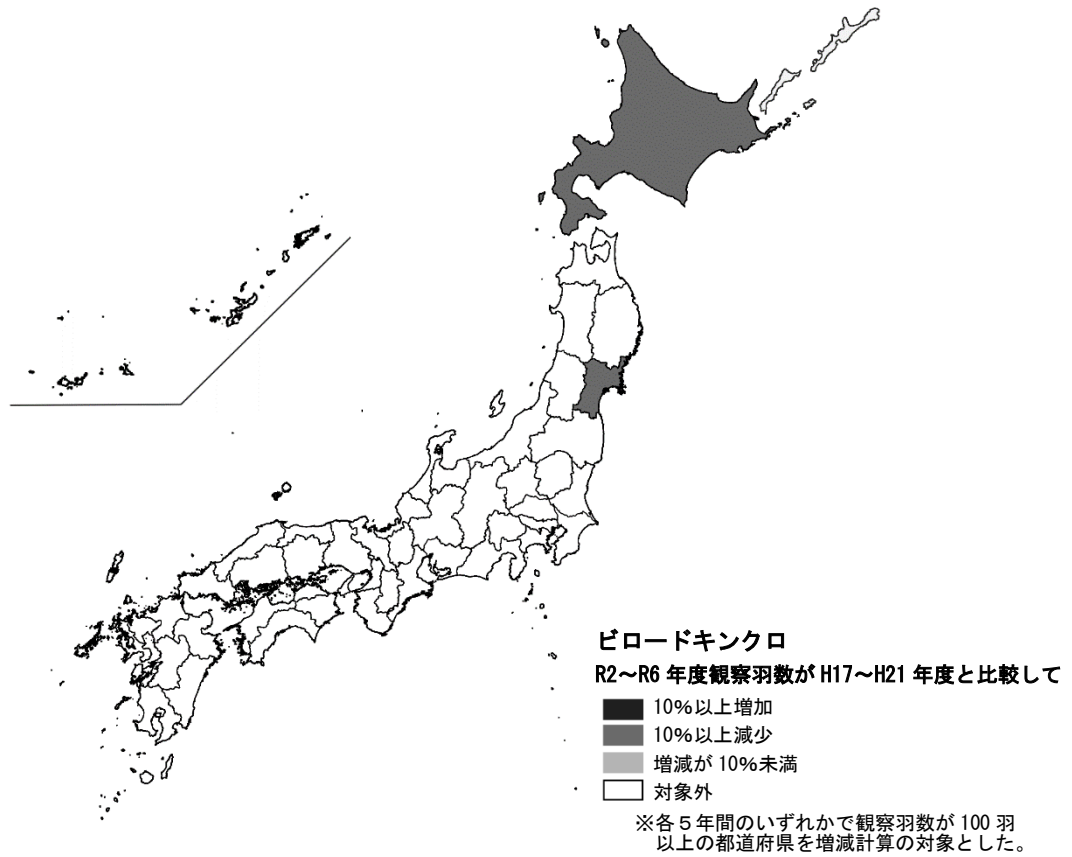 ビロードキンクロ
R2～R6 年度観察羽数が H17～H21 年度と比較して
10%以上増加
10%以上減少
増減が 10%未満
対象外
※各５年間のいずれかで観察羽数が 100 羽
以上の都道府県を増減計算の対象とした。